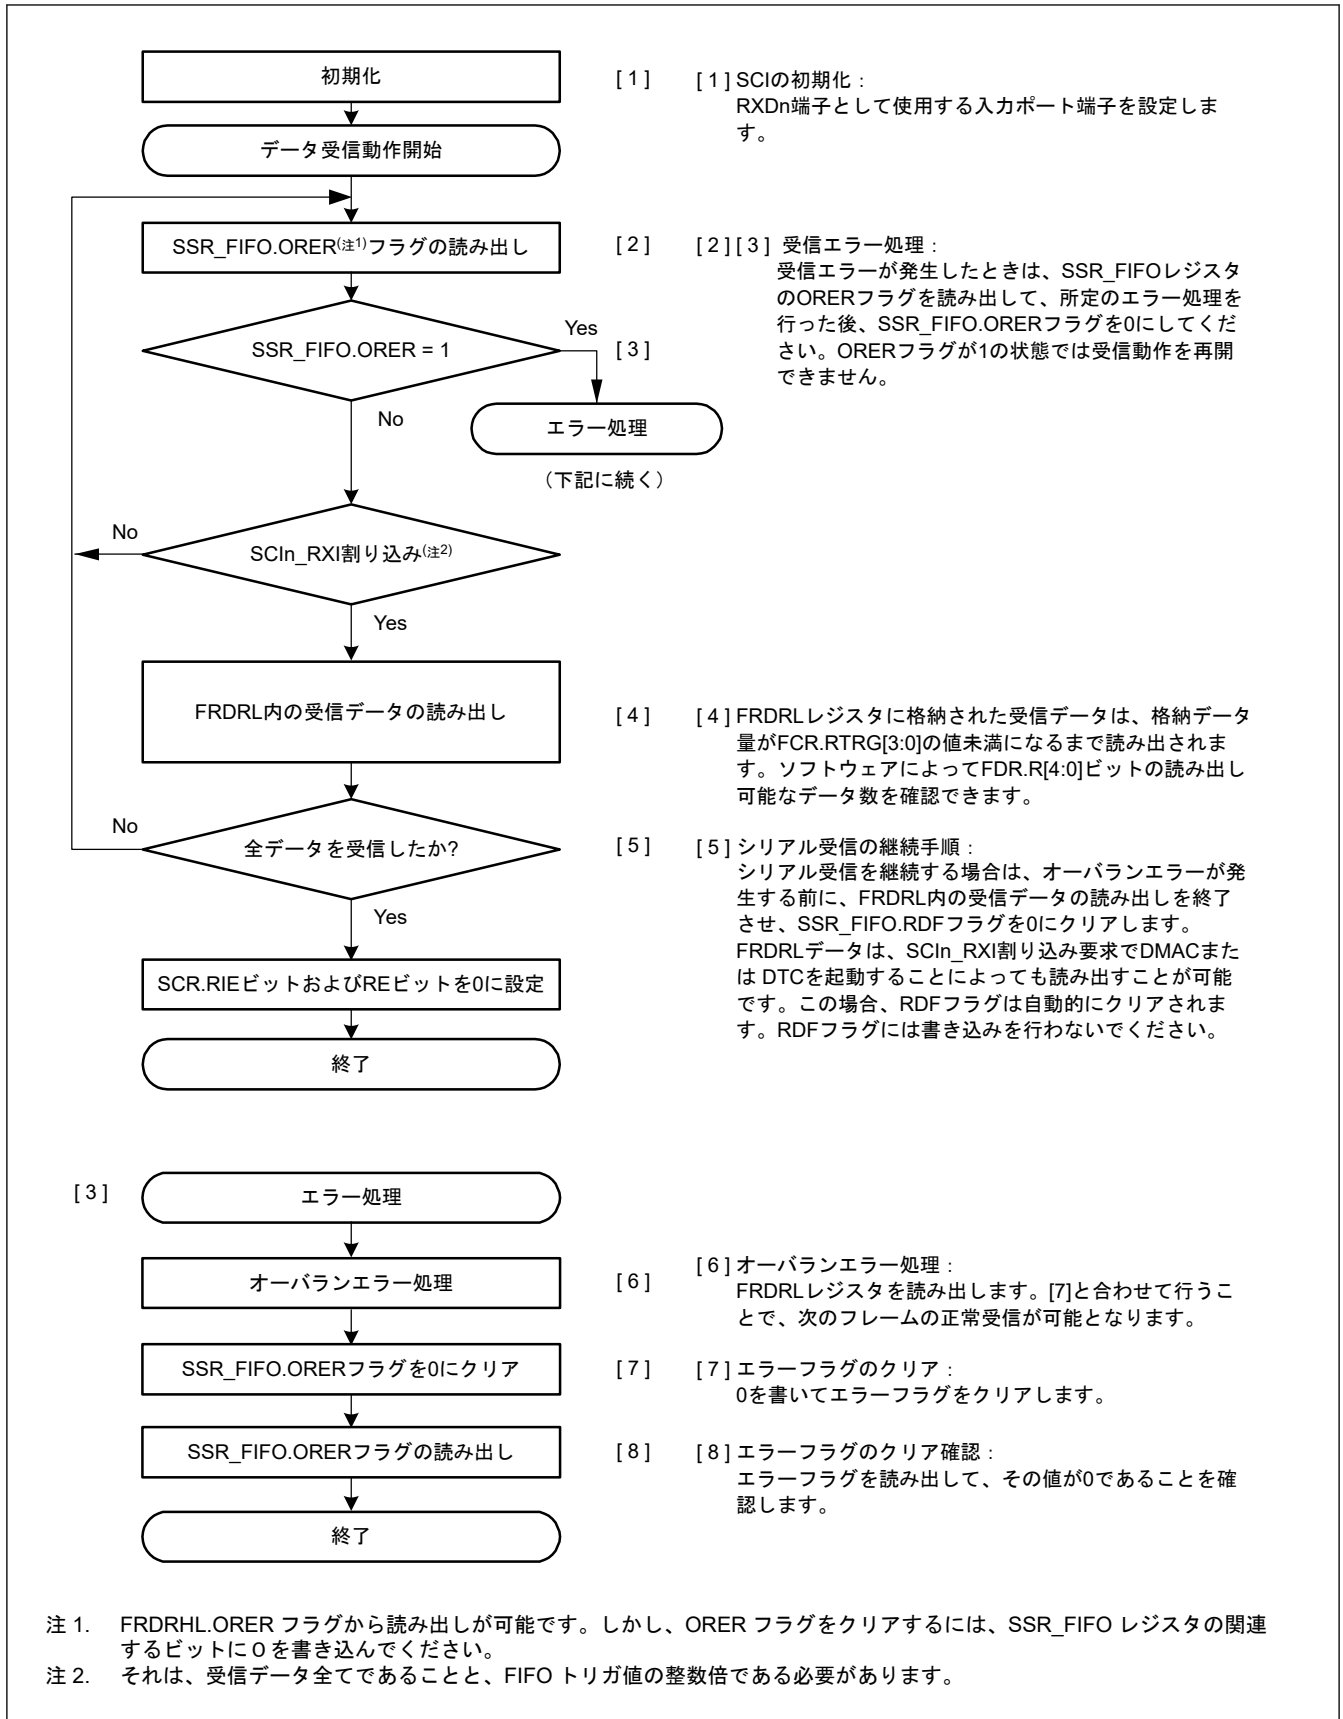 初期化
[ 1 ]
[ 1 ] SCIの初期化：
RXDn端子として使用する入力ポート端子を設定しま
す。
データ受信動作開始
SSR_FIFO.ORER(注1)フラグの読み出し
[ 2 ]
[ 2 ] [ 3 ] 受信エラー処理：
受信エラーが発生したときは、SSR_FIFOレジスタ
のORERフラグを読み出して、所定のエラー処理を
行った後、SSR_FIFO.ORERフラグを0にしてくだ
さい。ORERフラグが1の状態では受信動作を再開
できません。
SSR_FIFO.ORER = 1
Yes
[ 3 ]
No
エラー処理
（下記に続く）
SCIn_RXI割り込み(注2)
No
Yes
FRDRL内の受信データの読み出し
[ 4 ]
[ 4 ] FRDRLレジスタに格納された受信データは、格納データ
量がFCR.RTRG[3:0]の値未満になるまで読み出されま
す。ソフトウェアによってFDR.R[4:0]ビットの読み出し
可能なデータ数を確認できます。
No
全データを受信したか?
[ 5 ]
[ 5 ] シリアル受信の継続手順：
シリアル受信を継続する場合は、オーバランエラーが発
生する前に、FRDRL内の受信データの読み出しを終了
させ、SSR_FIFO.RDFフラグを0にクリアします。
FRDRLデータは、SCIn_RXI割り込み要求でDMACまた
は DTCを起動することによっても読み出すことが可能
です。この場合、RDFフラグは自動的にクリアされま
す。RDFフラグには書き込みを行わないでください。
Yes
SCR.RIEビットおよびREビットを0に設定
終了
[ 3 ]
エラー処理
オーバランエラー処理
[ 6 ]
[ 6 ] オーバランエラー処理：
FRDRLレジスタを読み出します。[7]と合わせて行うこ
とで、次のフレームの正常受信が可能となります。
SSR_FIFO.ORERフラグを0にクリア
[ 7 ]
[ 7 ] エラーフラグのクリア：
0を書いてエラーフラグをクリアします。
SSR_FIFO.ORERフラグの読み出し
[ 8 ]
[ 8 ] エラーフラグのクリア確認：
エラーフラグを読み出して、その値が0であることを確
認します。
終了
注 1. FRDRHL.ORER フラグから読み出しが可能です。しかし、ORER フラグをクリアするには、SSR_FIFO レジスタの関連
するビットに 0 を書き込んでください。
注 2. それは、受信データ全てであることと、FIFO トリガ値の整数倍である必要があります。